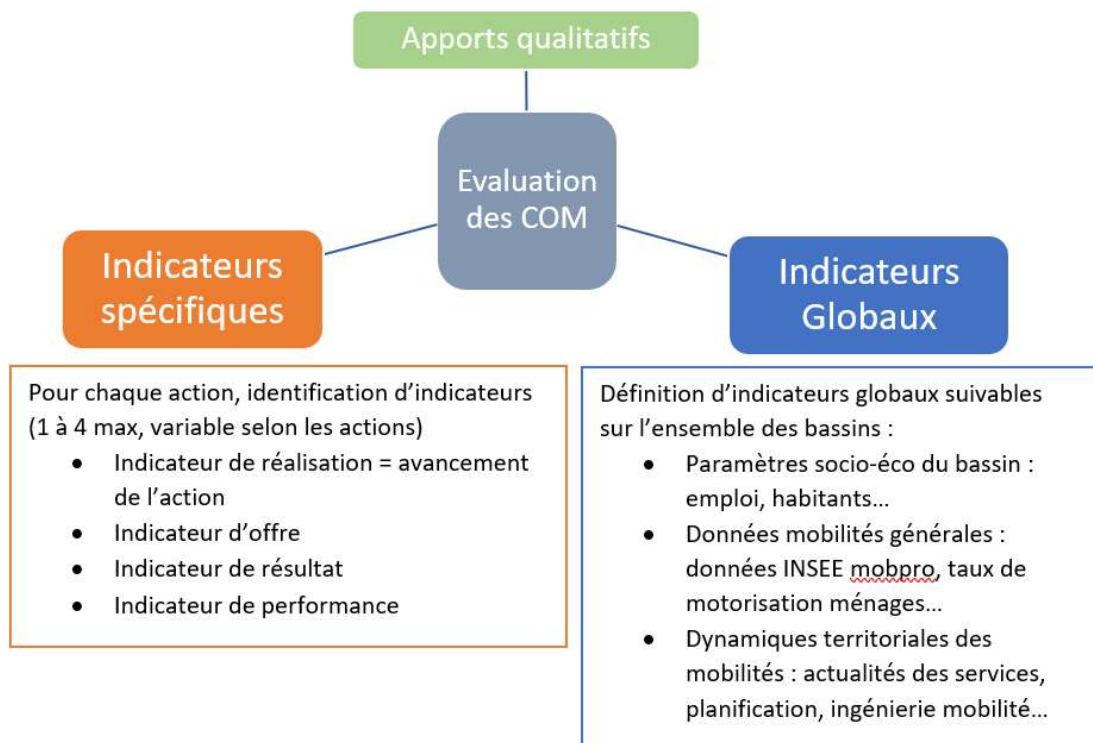 Apports qualitatifs
Evaluation
des COM
Indicateurs
spécifiques
Indicateurs
Globaux
Pour chaque action, identification d’indicateurs
(1 à 4 max, variable selon les actions)
• Indicateur de réalisation = avancement
de l’action
• Indicateur d’offre
• Indicateur de résultat
• Indicateur de performance
Définition d’indicateurs globaux suivables
sur l’ensemble des bassins :
• Paramètres socio-éco du bassin :
emploi, habitants…
• Données mobilités générales :
données INSEE mobpro, taux de
motorisation ménages…
• Dynamiques territoriales des
mobilités : actualités des services,
planification, ingénierie mobilité…